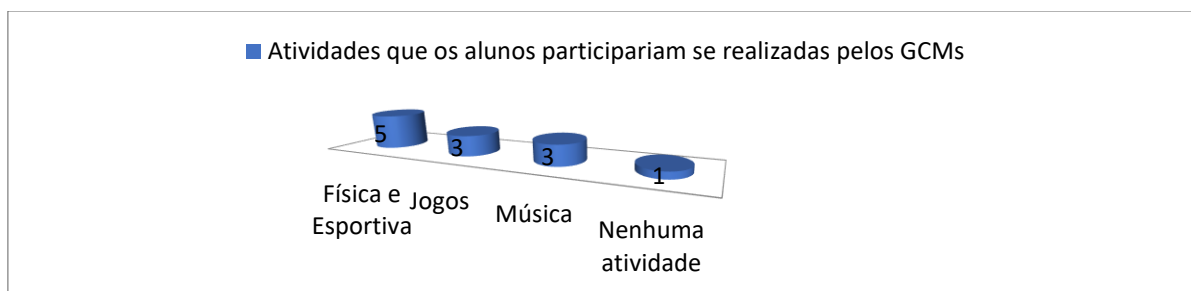 Atividades que os alunos participariam se realizadas pelos GCMs
5
3
3
1
Física e
Esportiva
Jogos
Música
Nenhuma
atividade